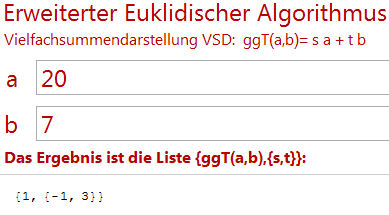 Erweiterter Euklidischer Algorithmus
Vielfachsummendarstellung VSD: ggT(a,b)= s a + t b
a 20
b 7
Das Ergebnis ist die Liste {ggT(a,b),{s,t}}:
{1, {-1, 3}}